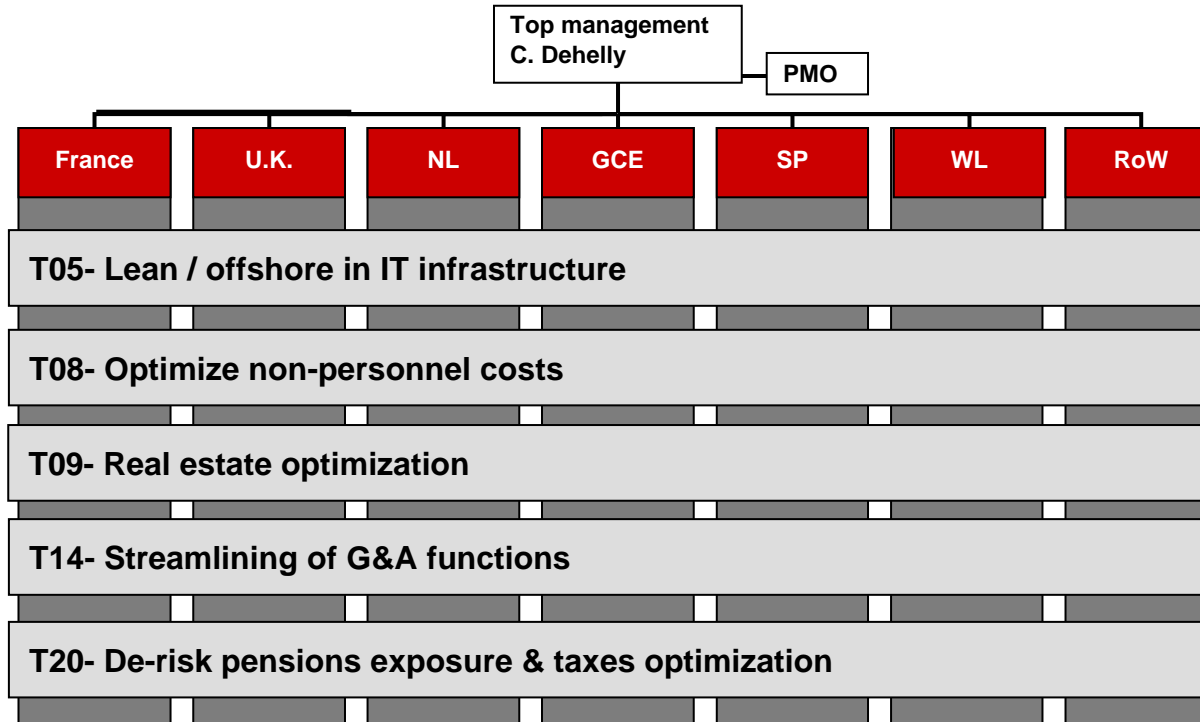 Top management
C. Dehelly
PMO
France
U.K.
NL
GCE
SP
WL
RoW
T05- Lean / offshore in IT infrastructure
T08- Optimize non-personnel costs
T09- Real estate optimization
T14- Streamlining of G&A functions
T20- De-risk pensions exposure & taxes optimization